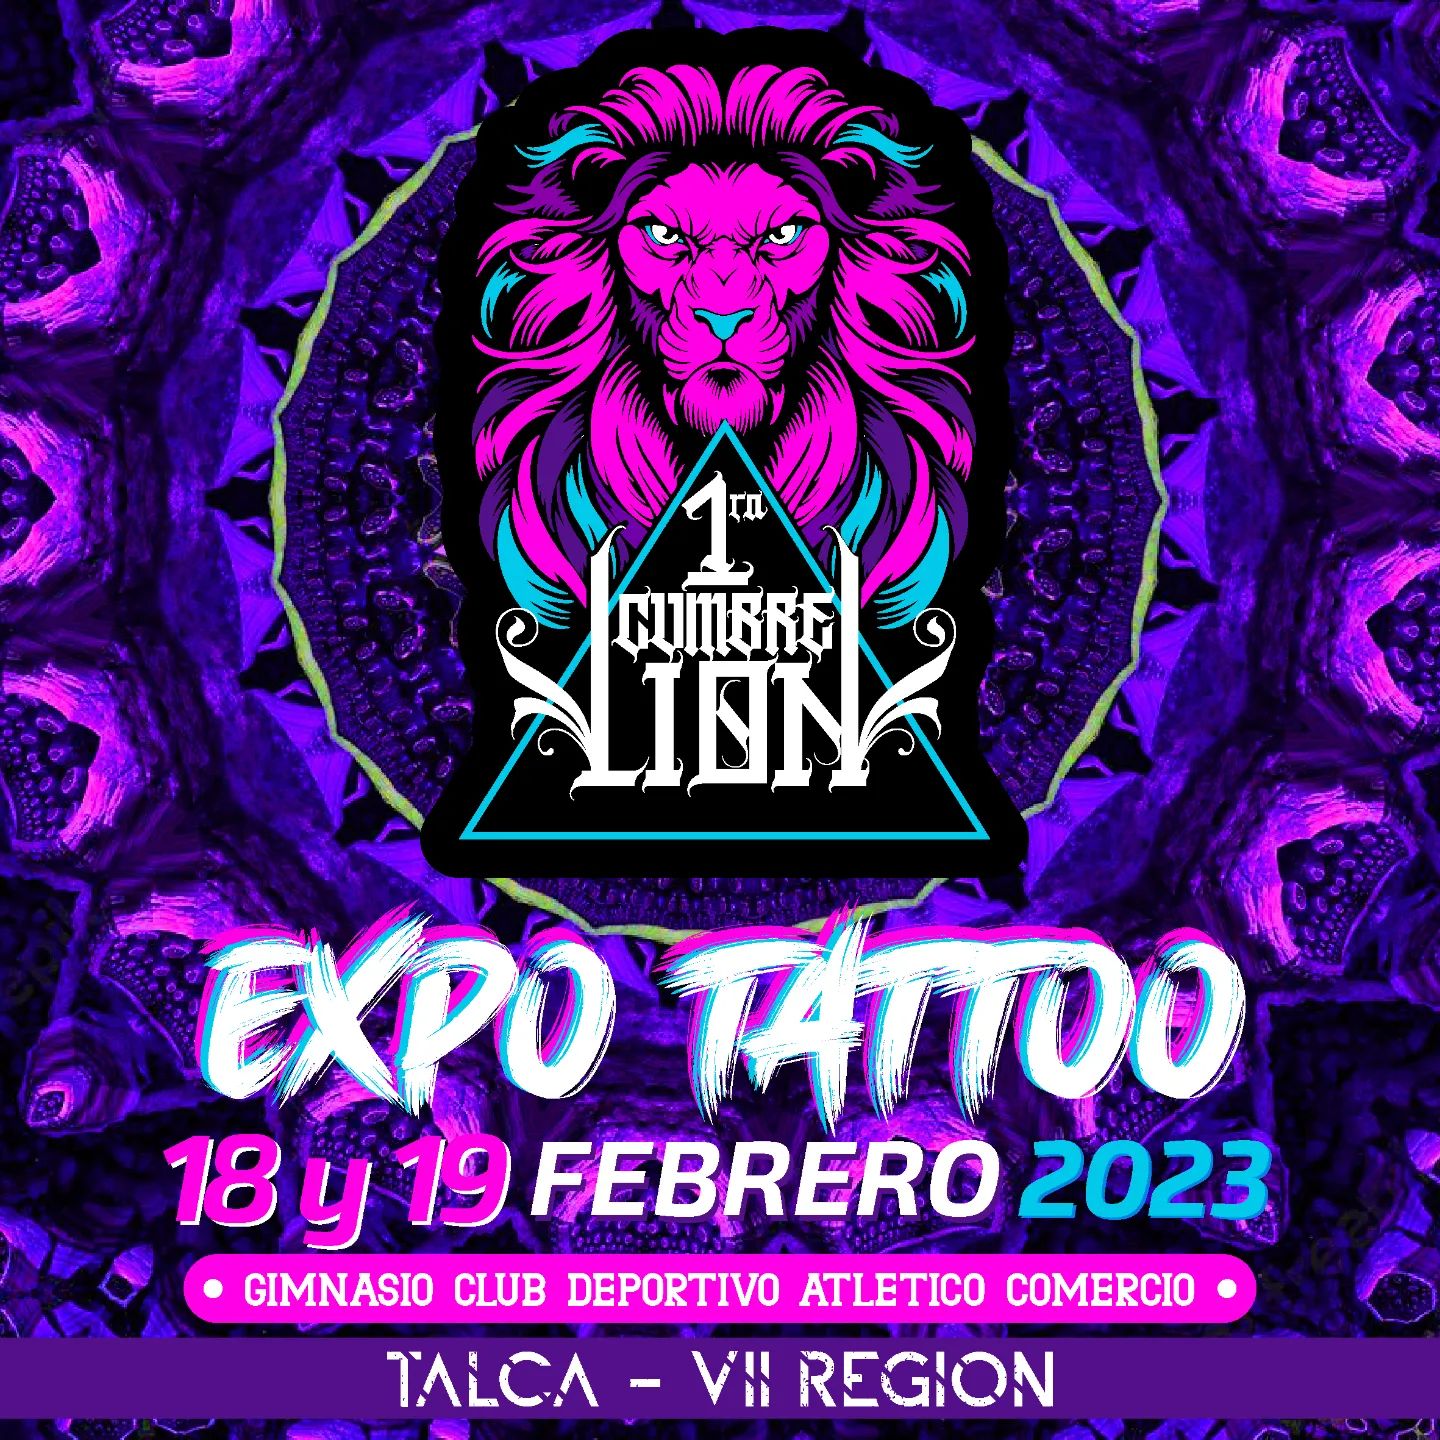 1ra
CUMBRE
LION
EXPO TATTOO
18 y 19 FEBRERO 2023
• GIMNASIO CLUB DEPORTIVO ATLETICO COMERCIO •
TALCA - VII REGION